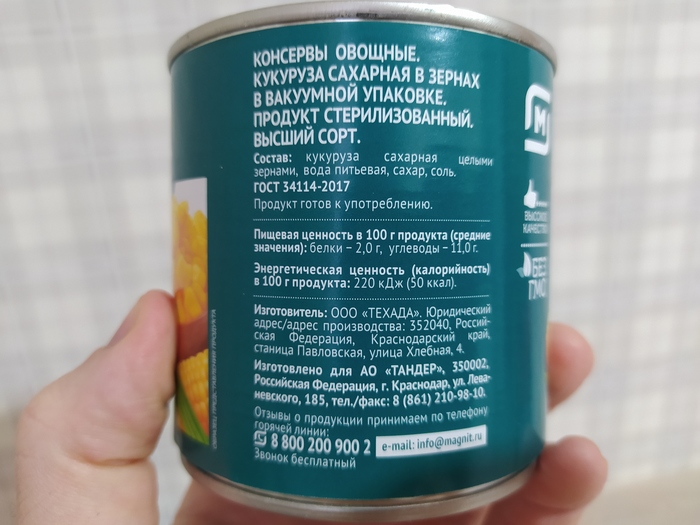 КОНСЕРВЫ ОВОЩНЫЕ.
КУКУРУЗА САХАРНАЯ В ЗЕРНАХ
В ВАКУУМНОЙ УПАКОВКЕ.
ПРОДУКТ СТЕРИЛИЗОВАННЫЙ.
ВЫСШИЙ СОРТ.
Состав: кукуруза сахарная целыми
зернами, вода питьевая, сахар, соль.
ГОСТ 34114-2017
Продукт готов к употреблению.
Пищевая ценность в 100 г продукта (средние
значения): белки – 2,0 г, углеводы – 11,0 г.
Энергетическая ценность (калорийность)
в 100 г продукта: 220 кДж (50 ккал).
Изготовитель: ООО «ТЕХАДА». Юридический
адрес/адрес производства: 352040, Россий-
ская Федерация, Краснодарский край,
станица Павловская, улица Хлебная, 4.
Изготовлено для АО «ТАНДЕР», 350002,
Российская Федерация, г. Краснодар, ул. Лева-
невского, 185, тел./факс: 8 (861) 210-98-10.
Отзывы о продукции принимаем по телефону
горячей линии:
8 800 200 900 2 e-mail: info@magnit.ru
Звонок бесплатный
М
ВЫСОКОЕ
КАЧЕСТВО
БЕЗ
ГМО